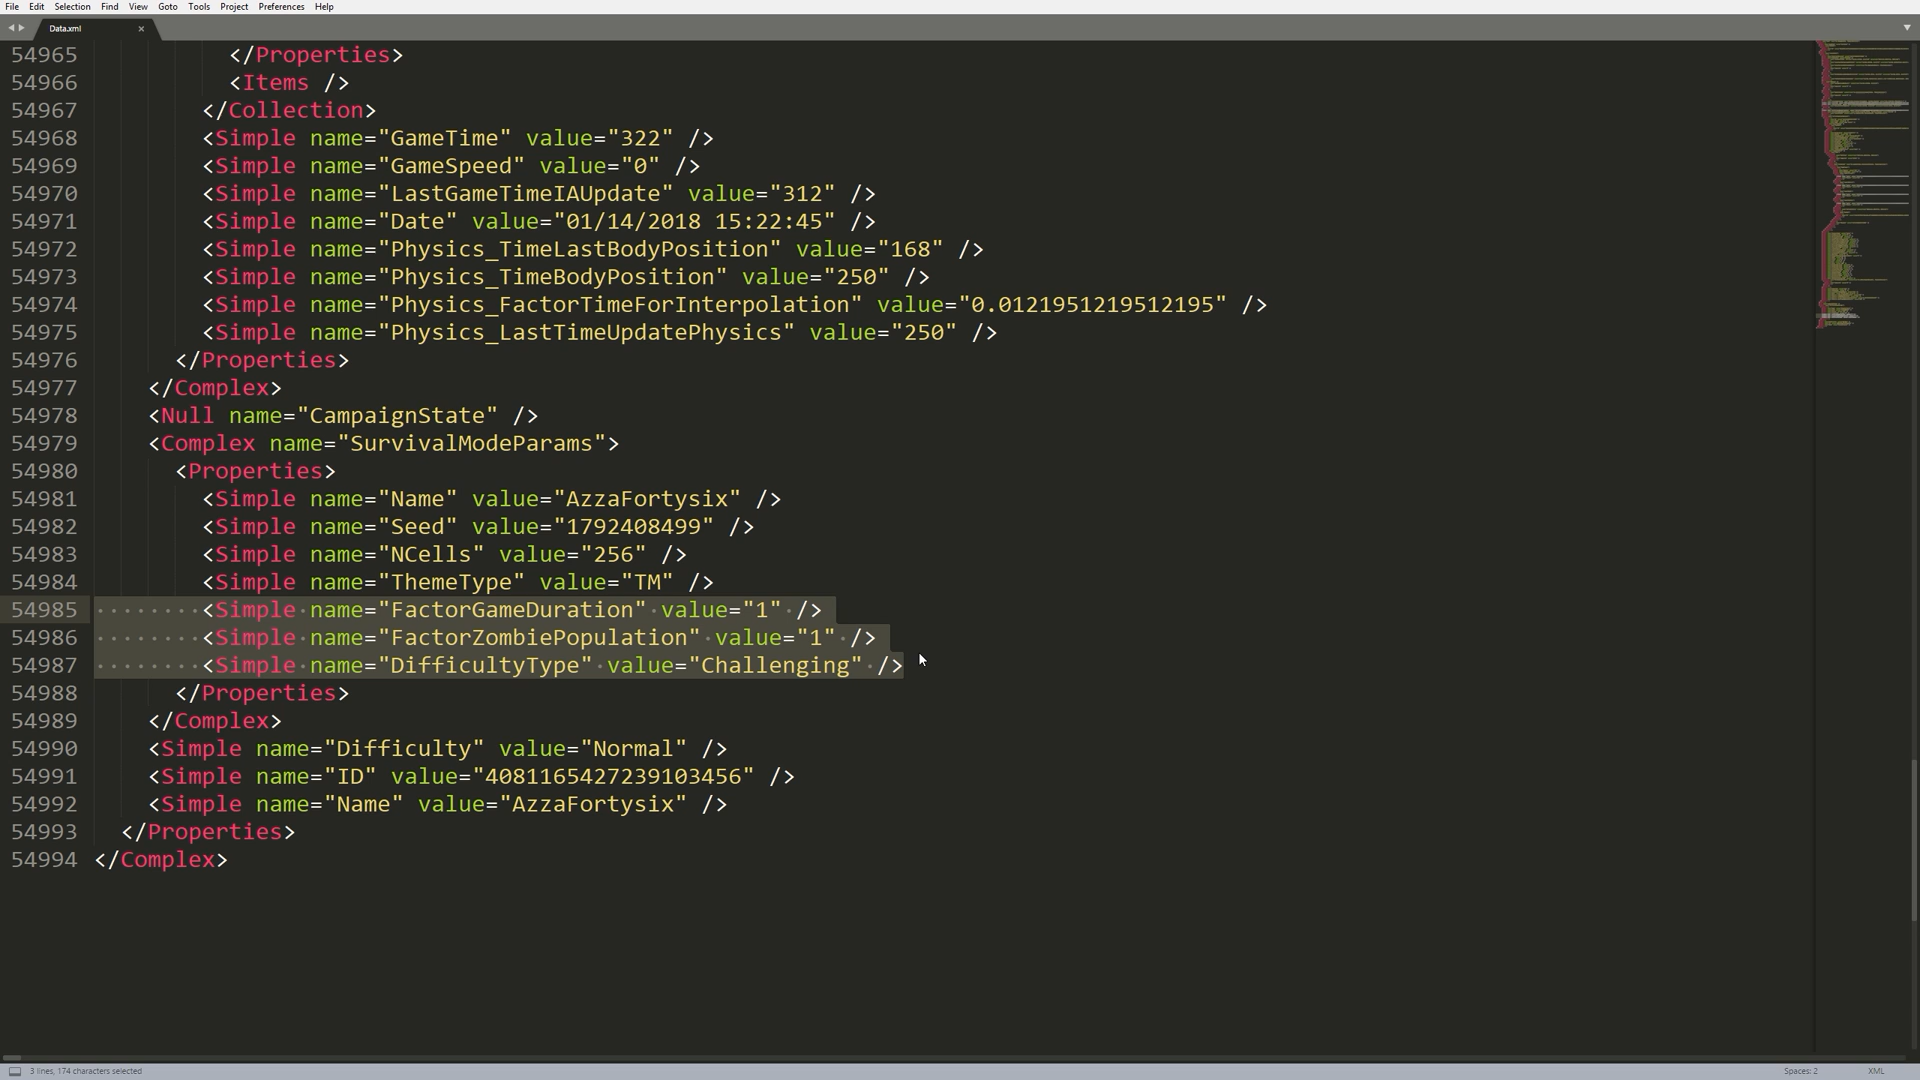 File Edit Selection Find View Goto Tools Project Preferences Help
Data.xml
54965 </Properties>
54966 <Items />
54967 </Collection>
54968 <Simple name="GameTime" value="322" />
54969 <Simple name="GameSpeed" value="0" />
54970 <Simple name="LastGameTimeIAUpdate" value="312" />
54971 <Simple name="Date" value="01/14/2018 15:22:45" />
54972 <Simple name="Physics_TimeLastBodyPosition" value="168" />
54973 <Simple name="Physics_TimeBodyPosition" value="250" />
54974 <Simple name="Physics_FactorTimeForInterpolation" value="0.0121951219512195" />
54975 <Simple name="Physics_LastTimeUpdatePhysics" value="250" />
54976 </Properties>
54977 </Complex>
54978 <Null name="CampaignState" />
54979 <Complex name="SurvivalModeParams">
54980 <Properties>
54981 <Simple name="Name" value="AzzaFortysix" />
54982 <Simple name="Seed" value="1792408499" />
54983 <Simple name="NCells" value="256" />
54984 <Simple name="ThemeType" value="TM" />
54985 <Simple name="FactorGameDuration" value="1" />
54986 <Simple name="FactorZombiePopulation" value="1" />
54987 <Simple name="DifficultyType" value="Challenging" />
54988 </Properties>
54989 </Complex>
54990 <Simple name="Difficulty" value="Normal" />
54991 <Simple name="ID" value="4081165427239103456" />
54992 <Simple name="Name" value="AzzaFortysix" />
54993 </Properties>
54994 </Complex>
3 lines, 174 characters selected Spaces: 2 XML